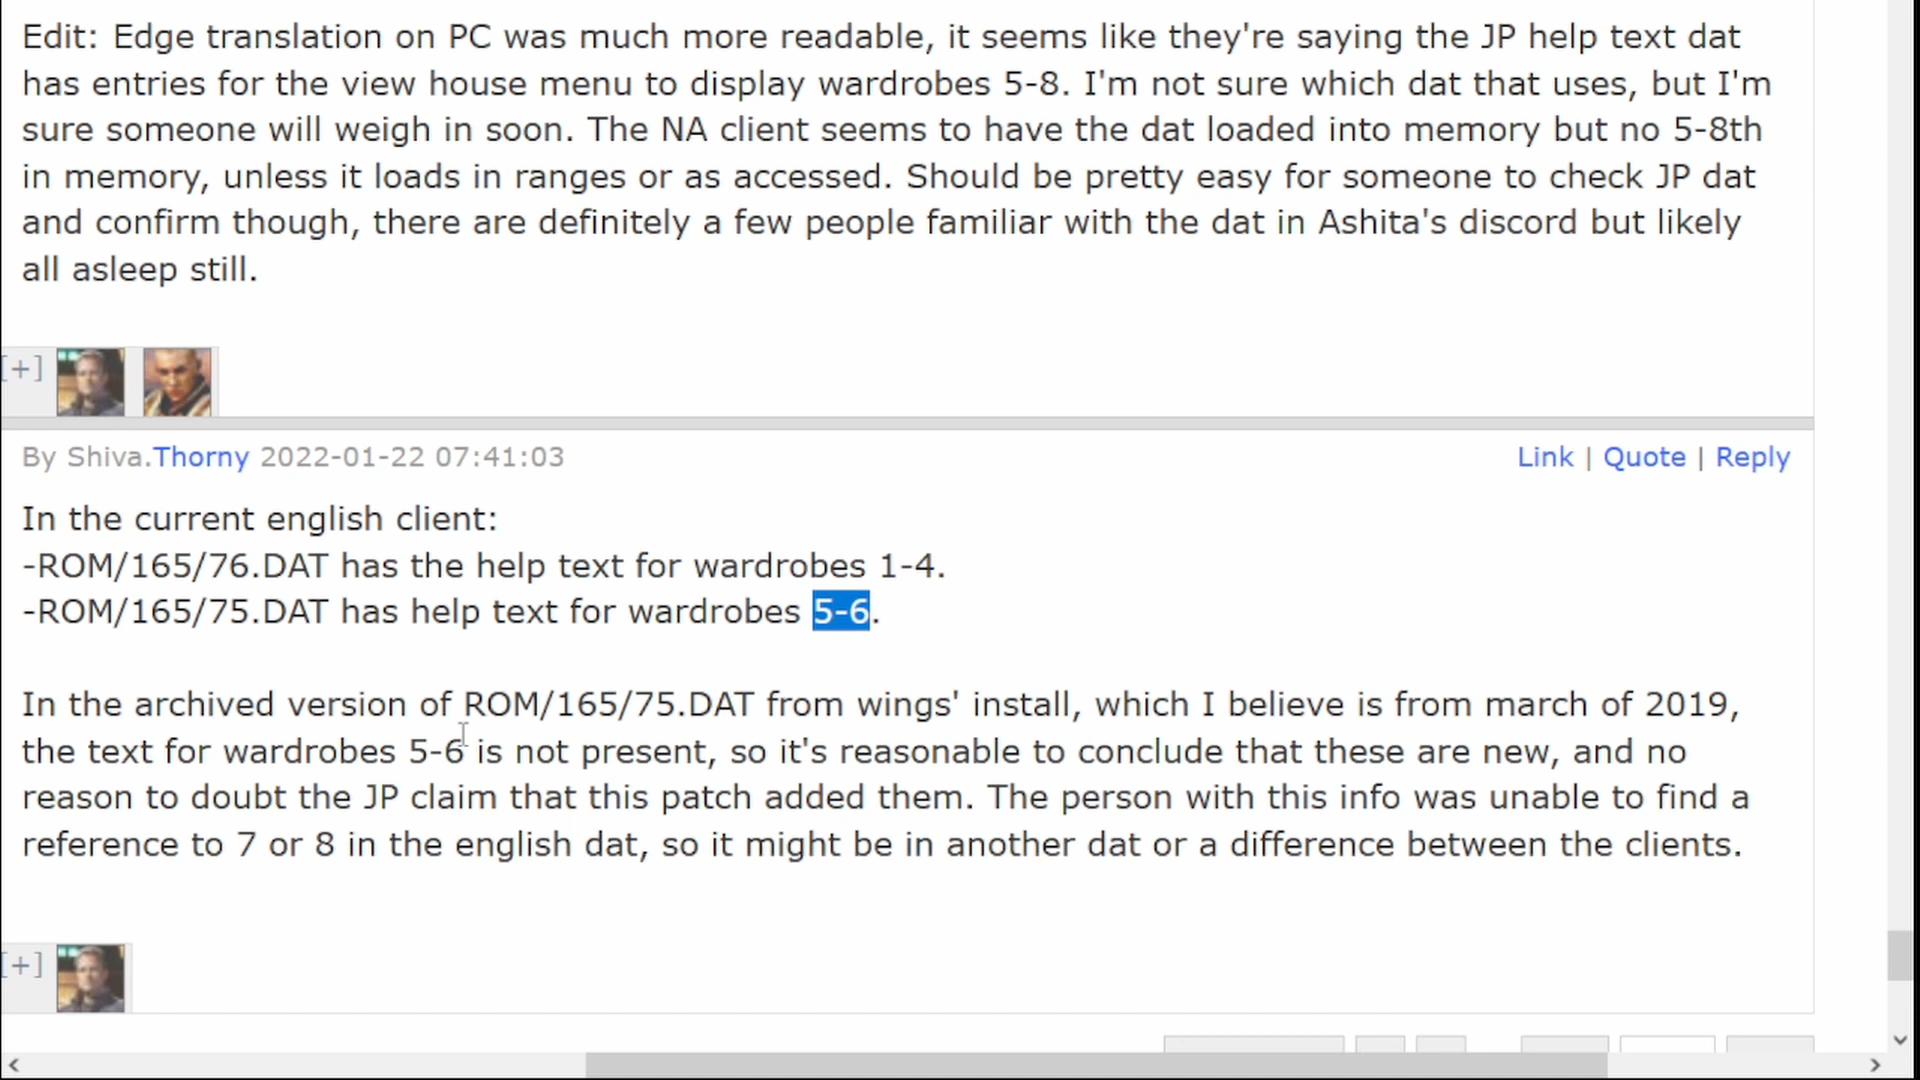 Edit: Edge translation on PC was much more readable, it seems like they're saying the JP help text dat
has entries for the view house menu to display wardrobes 5-8. I'm not sure which dat that uses, but I'm
sure someone will weigh in soon. The NA client seems to have the dat loaded into memory but no 5-8th
in memory, unless it loads in ranges or as accessed. Should be pretty easy for someone to check JP dat
and confirm though, there are definitely a few people familiar with the dat in Ashita's discord but likely
all asleep still.
[+]
By Shiva.Thorny 2022-01-22 07:41:03 Link | Quote | Reply
In the current english client:
-ROM/165/76.DAT has the help text for wardrobes 1-4.
-ROM/165/75.DAT has help text for wardrobes 5-6.
In the archived version of ROM/165/75.DAT from wings' install, which I believe is from march of 2019,
the text for wardrobes 5-6 is not present, so it's reasonable to conclude that these are new, and no
reason to doubt the JP claim that this patch added them. The person with this info was unable to find a
reference to 7 or 8 in the english dat, so it might be in another dat or a difference between the clients.
[+]